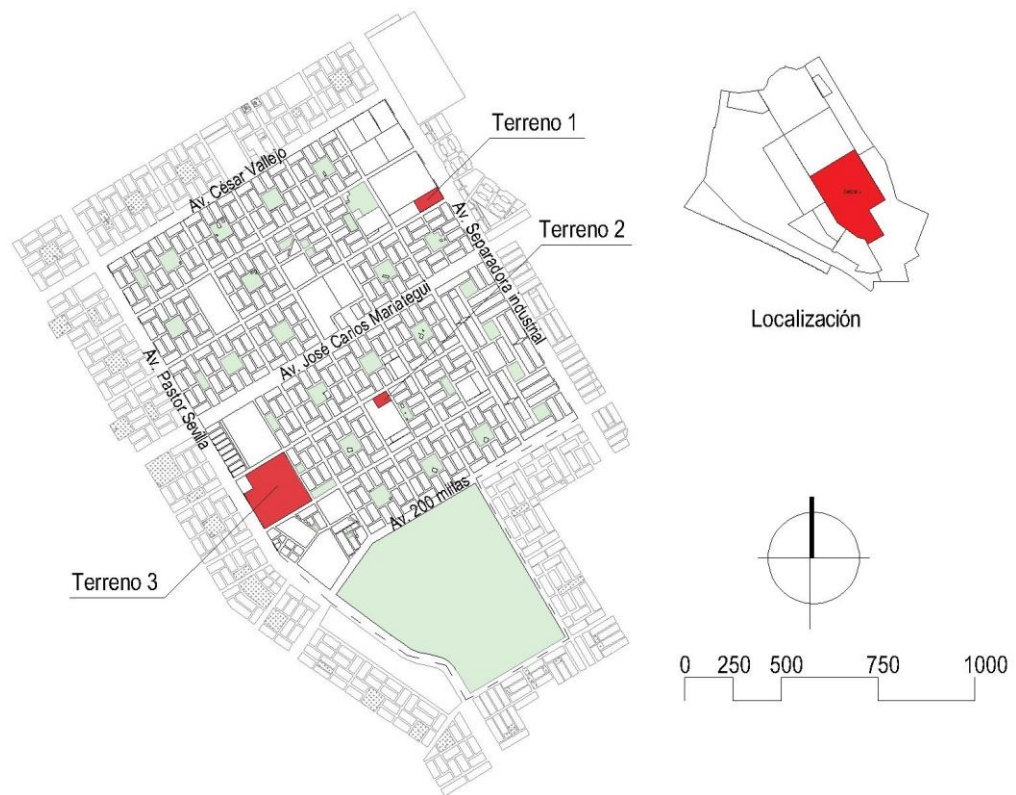 Terreno 1
Av. César Vallejo
Terreno 2
Av. Separadora industrial
Av. José Carlos Mariategui
Localización
Av. Pastor Sevilla
Av. 200 millas
Terreno 3
0 250 500 750 1000